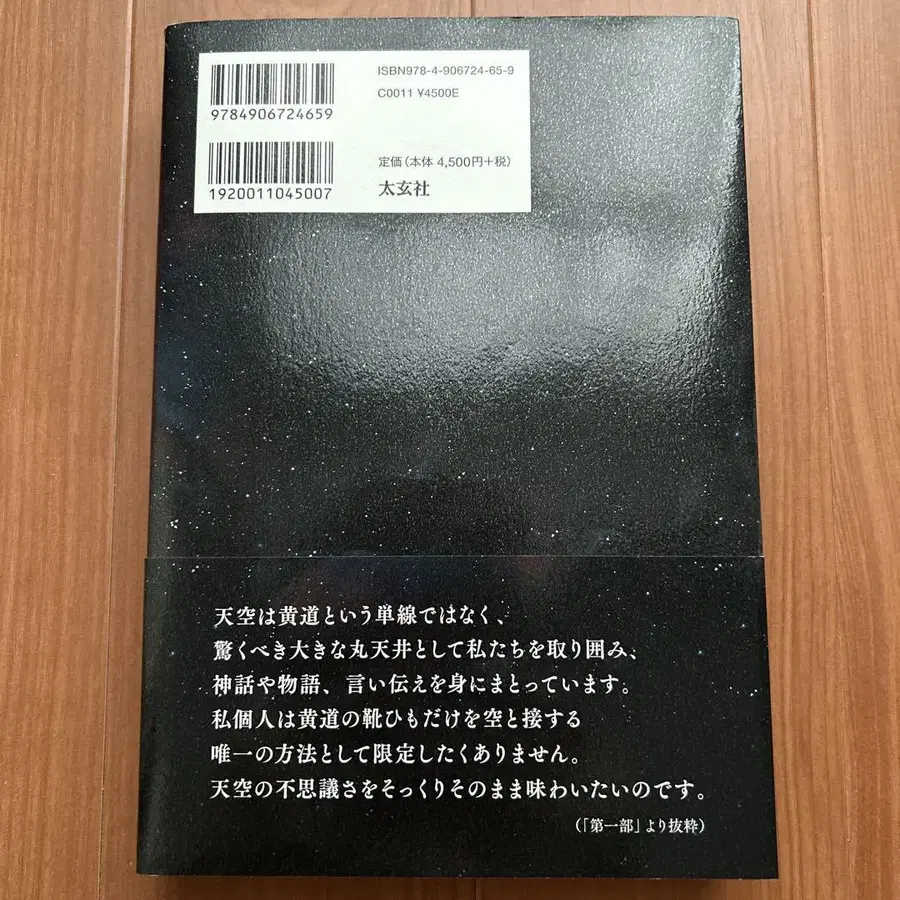 ISBN978-4-906724-65-9
C0011 ¥4500E
9784906724659
定価（本体 4,500円+税）
1920011045007
太玄社
天空は黄道という単線ではなく、
驚くべき大きな丸天井として私たちを取り囲み、
神話や物語、言い伝えを身にまとっています。
私個人は黄道の靴ひもだけを空と接する
唯一の方法として限定したくありません。
天空の不思議さをそっくりそのまま味わいたいのです。
（「第一部」より抜粋）